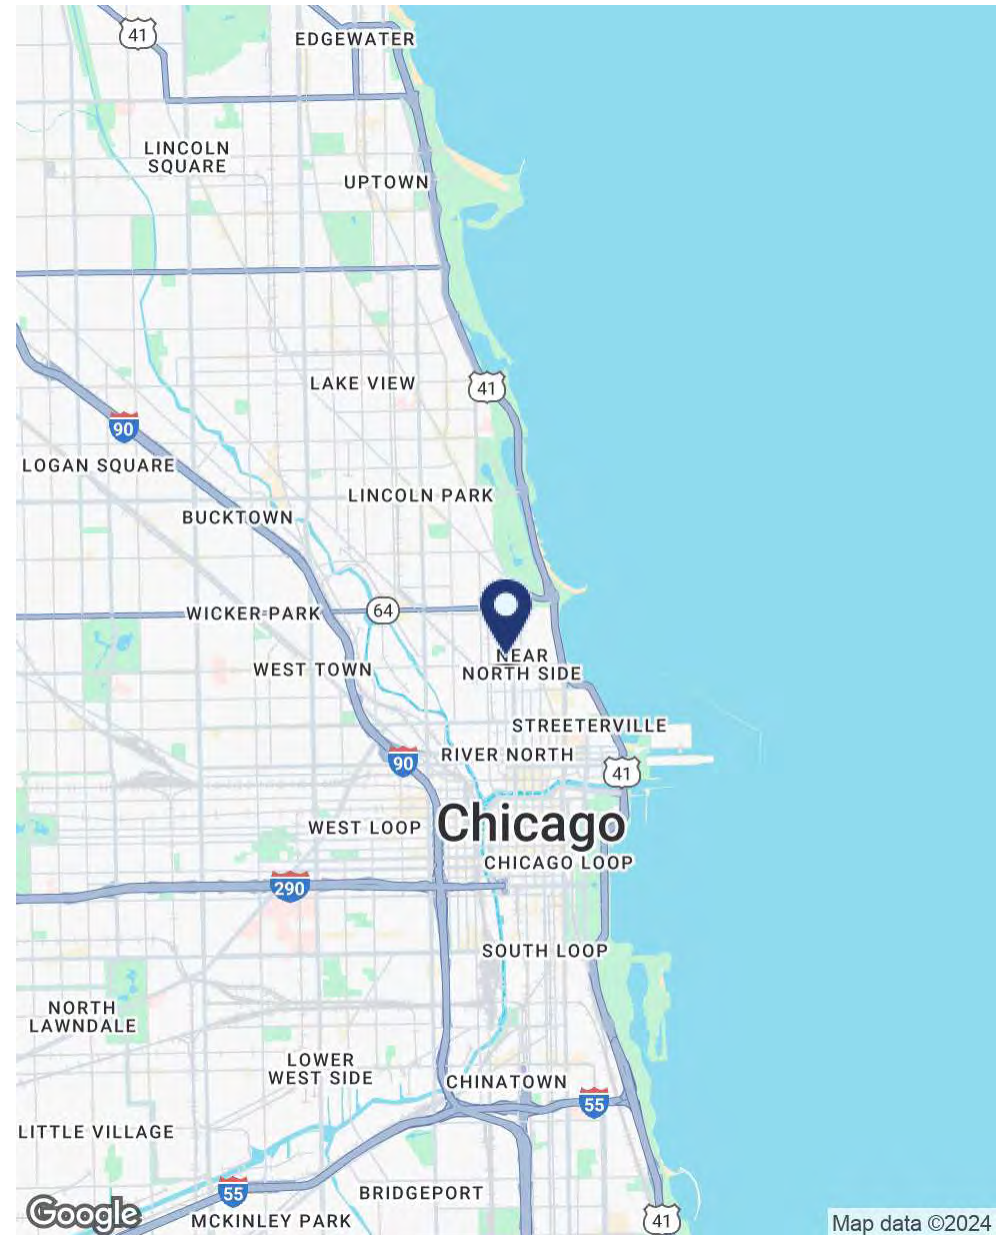 41
EDGEWATER
LINCOLN
SQUARE
UPTOWN
LAKE VIEW
41
90
LOGAN SQUARE
LINCOLN PARK
BUCKTOWN
64
WICKER PARK
NEAR
NORTH SIDE
WEST TOWN
STREETERVILLE
RIVER NORTH
90
41
Chicago
WEST LOOP
CHICAGO LOOP
290
SOUTH LOOP
NORTH
LAWNDALE
LOWER
WEST SIDE
CHINATOWN
55
LITTLE VILLAGE
55
BRIDGEPORT
Google
MCKINLEY PARK
41
Map data ©2024